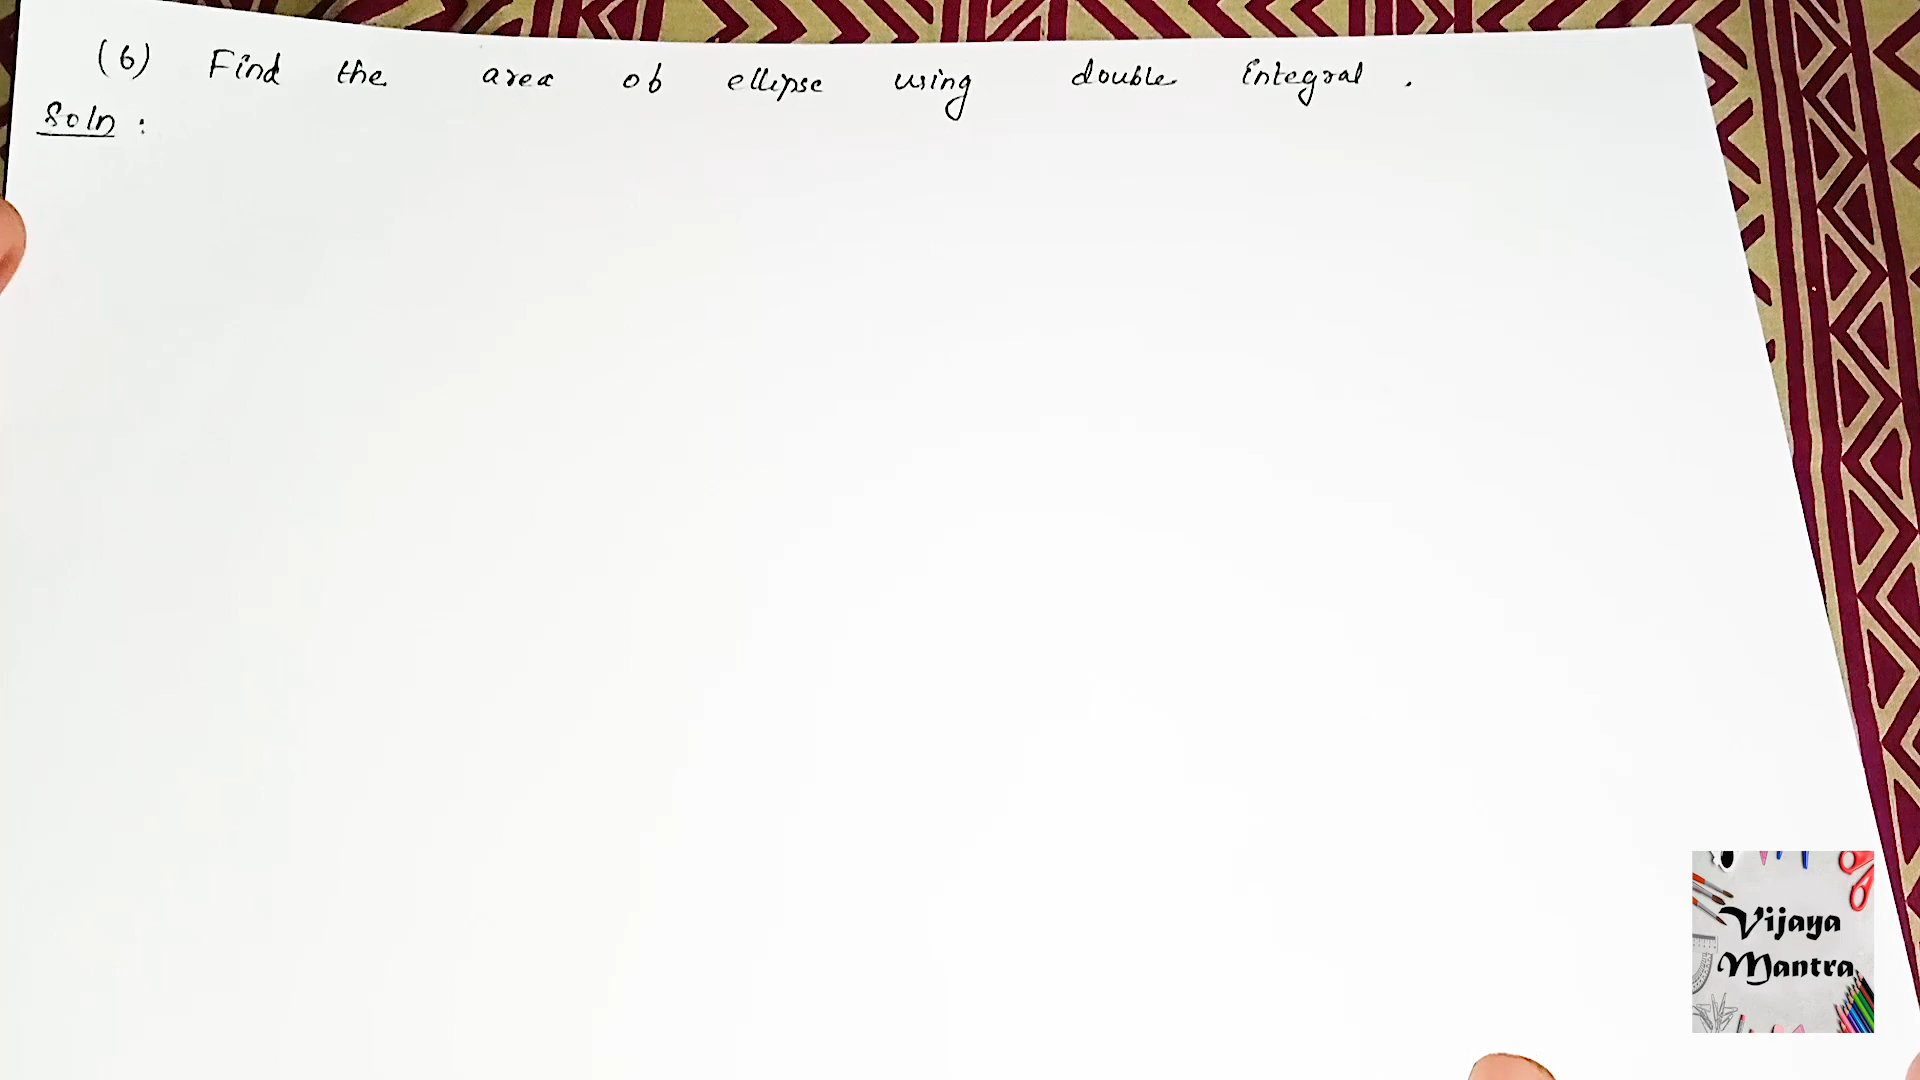 (6) Find the area of ellipse using double integral .
Soln :
Vijaya
Mantra